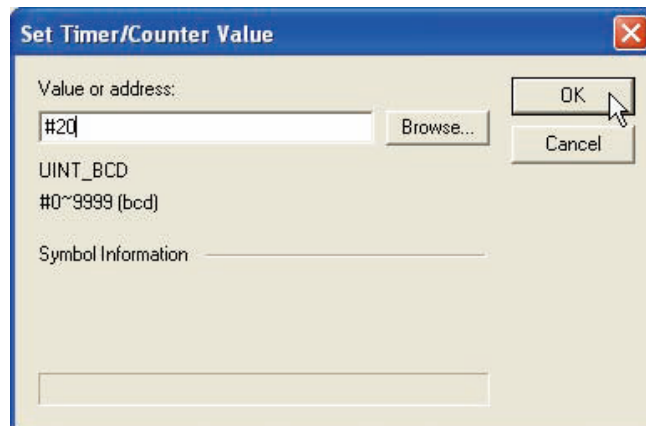 Set Timer/Counter Value
Value or address:
#20
Browse...
OK
Cancel
UINT_BCD
#0~9999 (bcd)
Symbol Information